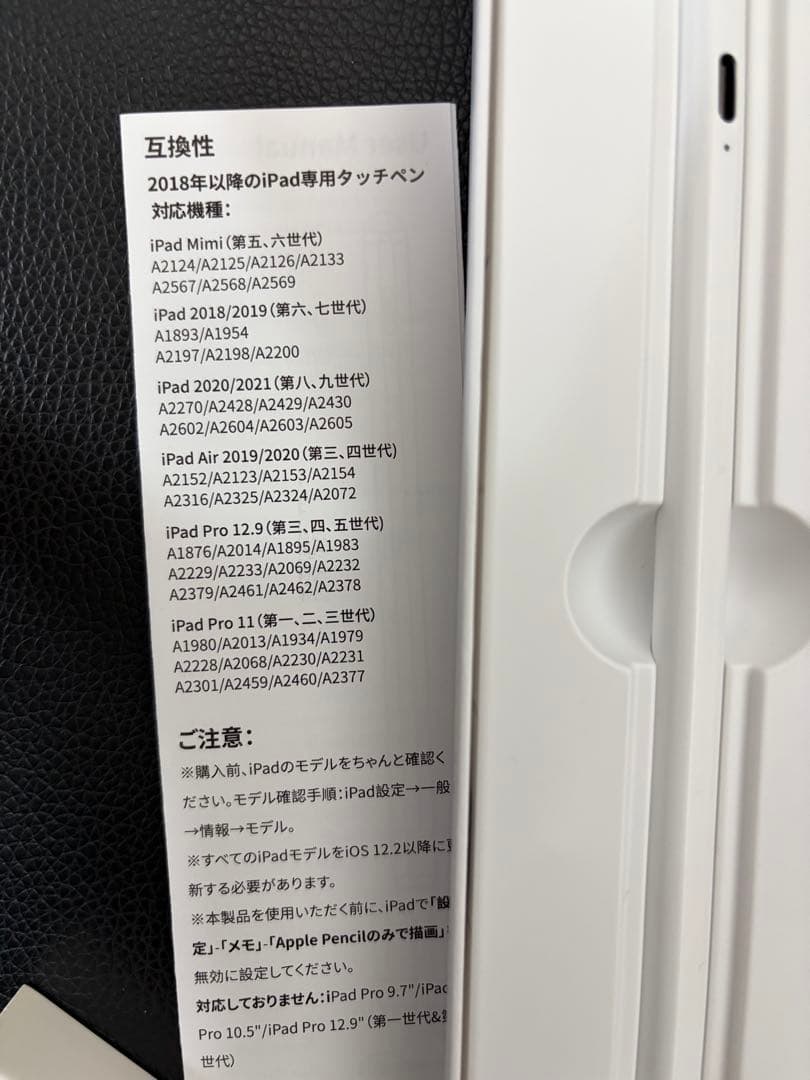 互換性
2018年以降のiPad専用タッチペン
対応機種：
iPad Mimi（第五、六世代）
A2124/A2125/A2126/A2133
A2567/A2568/A2569
iPad 2018/2019（第六、七世代）
A1893/A1954
A2197/A2198/A2200
iPad 2020/2021（第八、九世代）
A2270/A2428/A2429/A2430
A2602/A2604/A2603/A2605
iPad Air 2019/2020（第三、四世代）
A2152/A2123/A2153/A2154
A2316/A2325/A2324/A2072
iPad Pro 12.9（第三、四、五世代）
A1876/A2014/A1895/A1983
A2229/A2233/A2069/A2232
A2379/A2461/A2462/A2378
iPad Pro 11（第一、二、三世代）
A1980/A2013/A1934/A1979
A2228/A2068/A2230/A2231
A2301/A2459/A2460/A2377
ご注意：
※購入前、iPadのモデルをちゃんと確認く
ださい。モデル確認手順：iPad設定→一般
→情報→モデル。
※すべてのiPadモデルをiOS 12.2以降に
新する必要があります。
※本製品を使用いただく前に、iPadで「設
定」-「メモ」-「Apple Pencilのみで描画」
無効に設定してください。
対応しておりません：iPad Pro 9.7"/iPad
Pro 10.5"/iPad Pro 12.9"（第一世代&
世代）